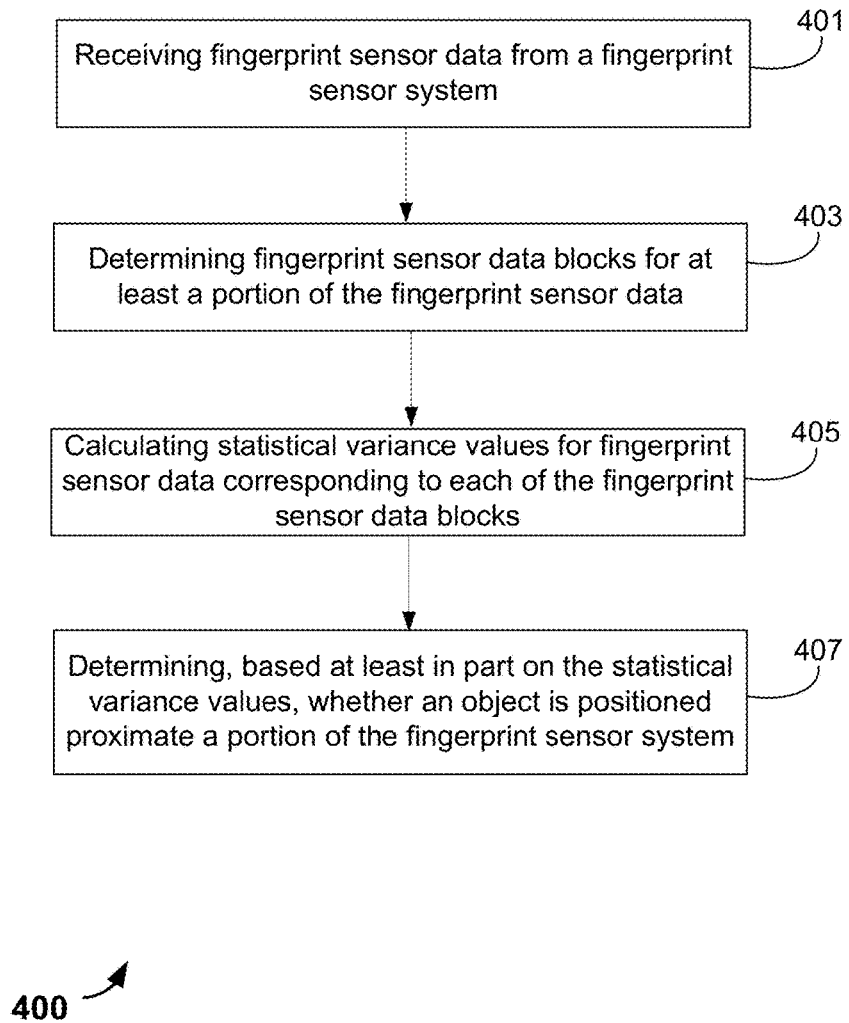 401
Receiving fingerprint sensor data from a fingerprint
sensor system
403
Determining fingerprint sensor data blocks for at
least a portion of the fingerprint sensor data
405
Calculating statistical variance values for fingerprint
sensor data corresponding to each of the fingerprint
sensor data blocks
407
Determining, based at least in part on the statistical
variance values, whether an object is positioned
proximate a portion of the fingerprint sensor system
400